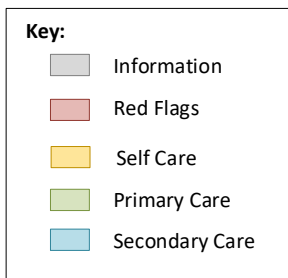 Key:
Information
Red Flags
Self Care
Primary Care
Secondary Care